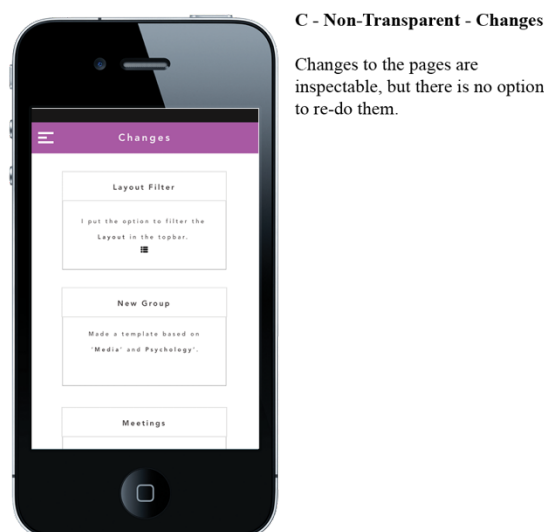 C - Non-Transparent - Changes
Changes to the pages are
inspectable, but there is no option
to re-do them.
Changes
Layout Filter
I put the option to filter the
Layout in the topbar.
New Group
Made a template based on
'Media' and Psychology'.
Meetings